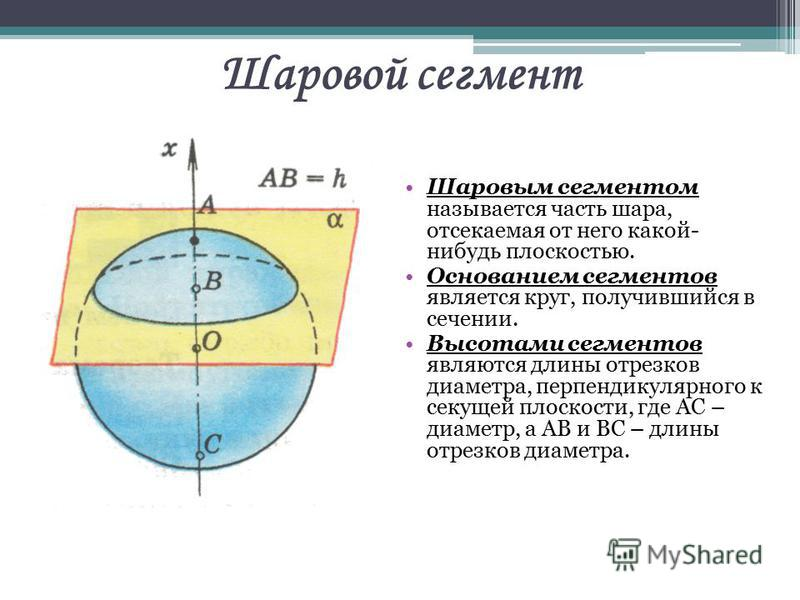 Шаровой сегмент
x
AB = h
A
α
B
O
C
• Шаровым сегментом
называется часть шара,
отсекаемая от него какой-
нибудь плоскостью.
• Основанием сегментов
является круг, получившийся в
сечении.
• Высотами сегментов
являются длины отрезков
диаметра, перпендикулярного к
секущей плоскости, где АС –
диаметр, а АВ и ВС – длины
отрезков диаметра.
MyShared